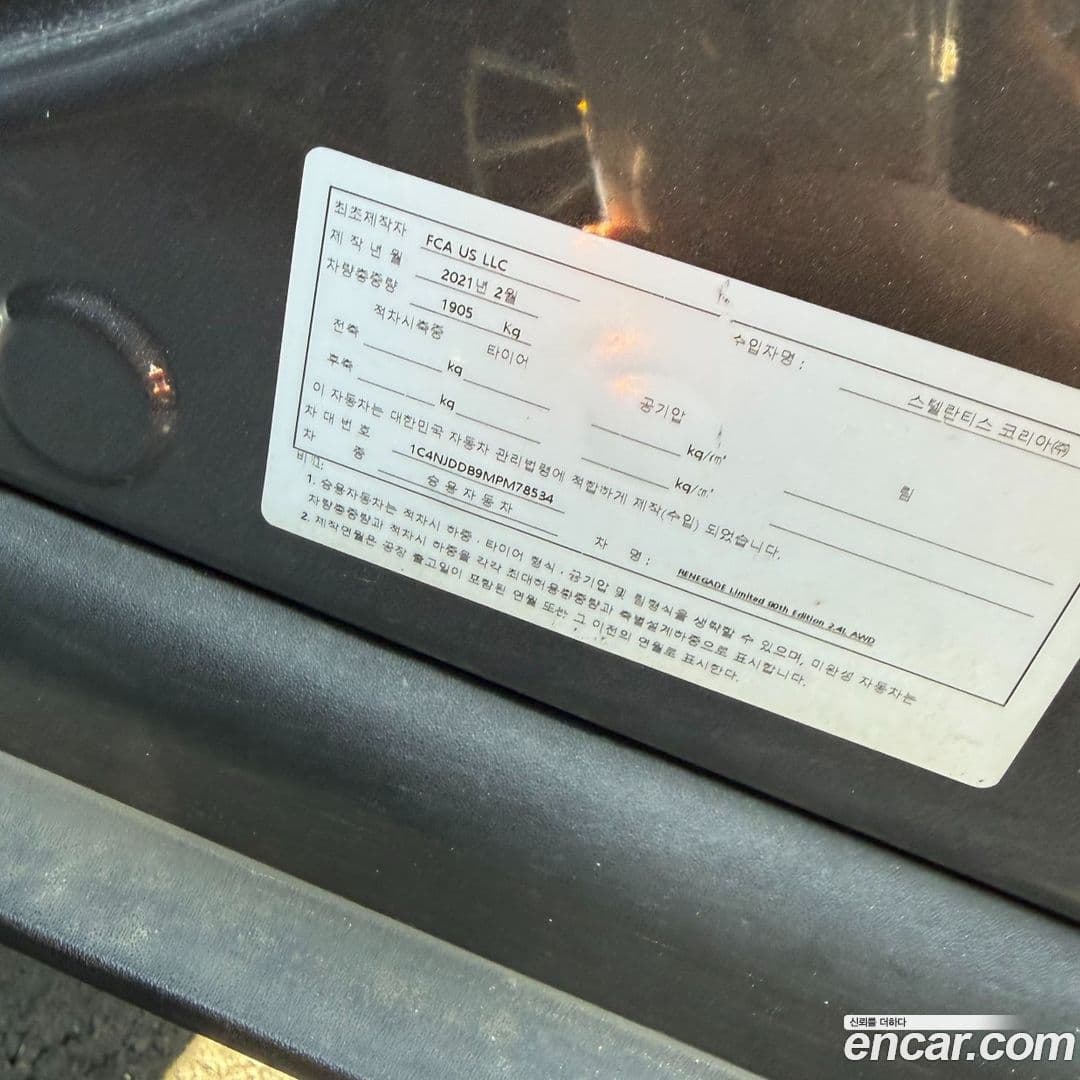 최초제작자 FCA US LLC
수입자명 : 스텔란티스 코리아㈜
제 작 년 월 2021년 2월
차량총중량 1905 Kg
적차시축중 타이어 공기압 림
전축 kg kg/㎠
후축 kg kg/㎠
이 자동차는 대한민국 자동차 관리법령에 적합하게 제작(수입) 되었습니다.
차 대 번 호 1C4NJDDB9MPM78534
차 종 승 용 자 동 차 차 명 : RENEGADE Limited 80th Edition 2.4L AWD
비고:
1. 승용자동차는 적차시 하중 , 타이어 형식 , 공기압 및 림형식을 생략할 수 있으며, 미완성 자동차는
차량총중량과 적차시 하중을 각각 최대허용총중량과 축별설계하중으로 표시합니다.
2. 제작연월은 공장 출고일이 포함된 연월 또는 그 이전의 연월로 표시한다.
신뢰를 더하다
encar.com